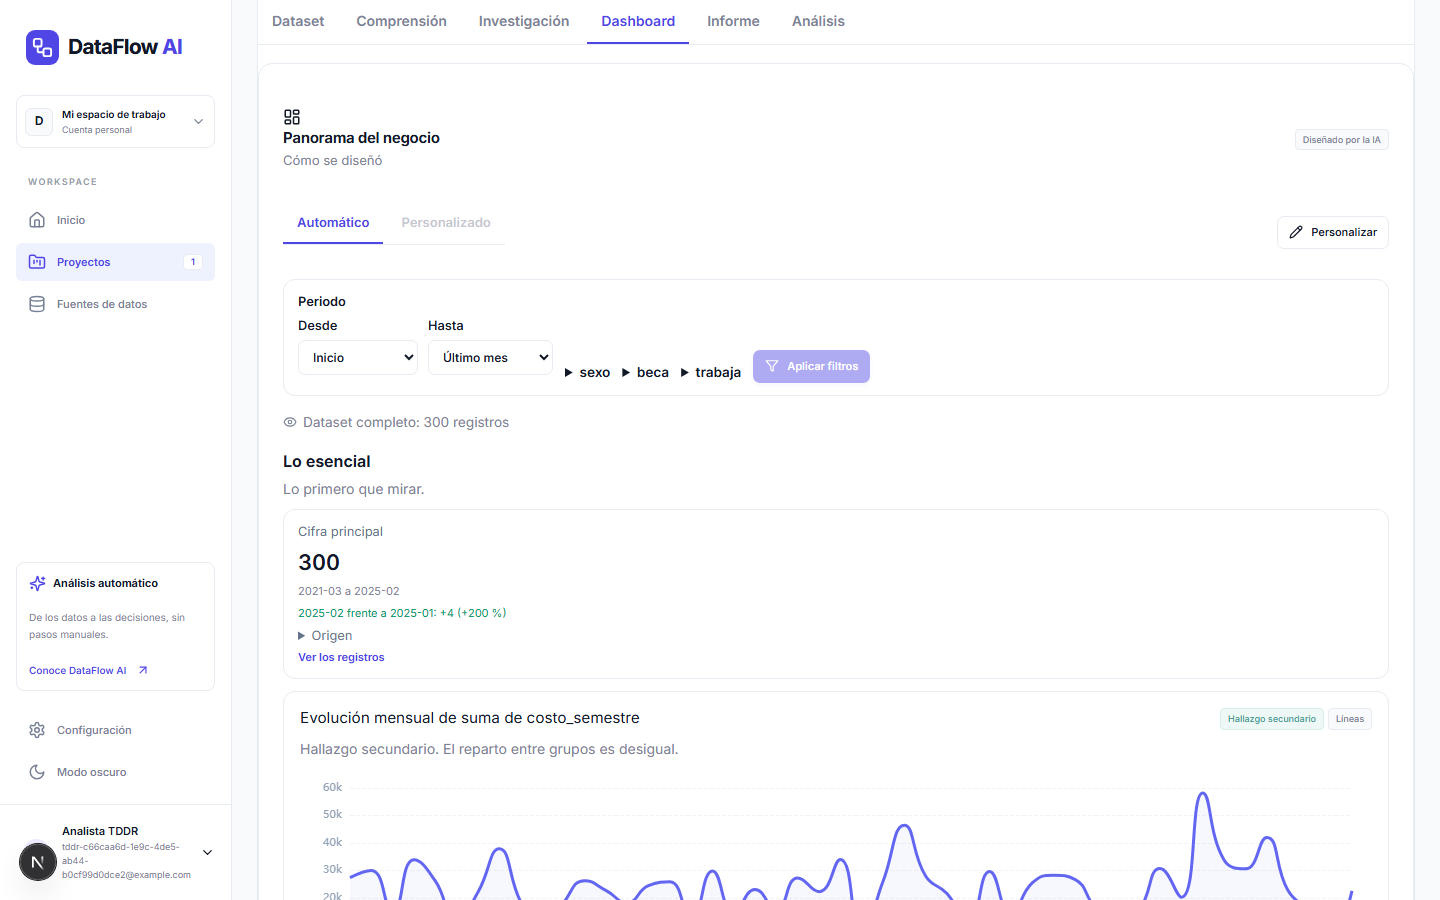 DataFlow AI
D
Mi espacio de trabajo
Cuenta personal
WORKSPACE
Inicio
Proyectos 1
Fuentes de datos
Análisis automático
De los datos a las decisiones, sin
pasos manuales.
Conoce DataFlow AI
Configuración
Modo oscuro
N
Analista TDDR
tddr-c66caa6d-1e9c-4de5-
ab44-
b0cf99d0dce2@example.com
Dataset Comprensión Investigación Dashboard Informe Análisis
Panorama del negocio
Cómo se diseñó
Diseñado por la IA
Automático Personalizado
Personalizar
Periodo
Desde Hasta
Inicio Último mes sexo beca trabaja Aplicar filtros
Dataset completo: 300 registros
Lo esencial
Lo primero que mirar.
Cifra principal
300
2021-03 a 2025-02
2025-02 frente a 2025-01: +4 (+200 %)
Origen
Ver los registros
Evolución mensual de suma de costo_semestre
Hallazgo secundario Líneas
Hallazgo secundario. El reparto entre grupos es desigual.
60k
50k
40k
30k
20k